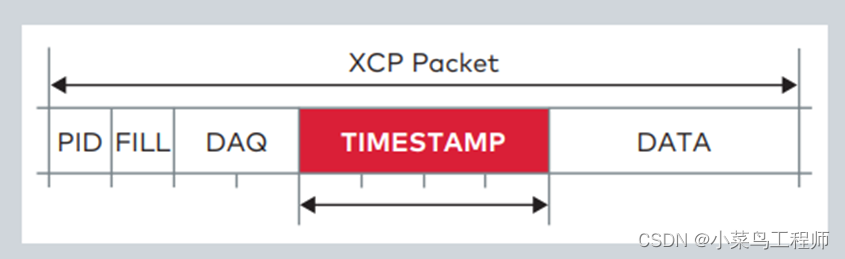 XCP Packet
PID FILL DAQ TIMESTAMP DATA
CSDN @小菜鸟工程师